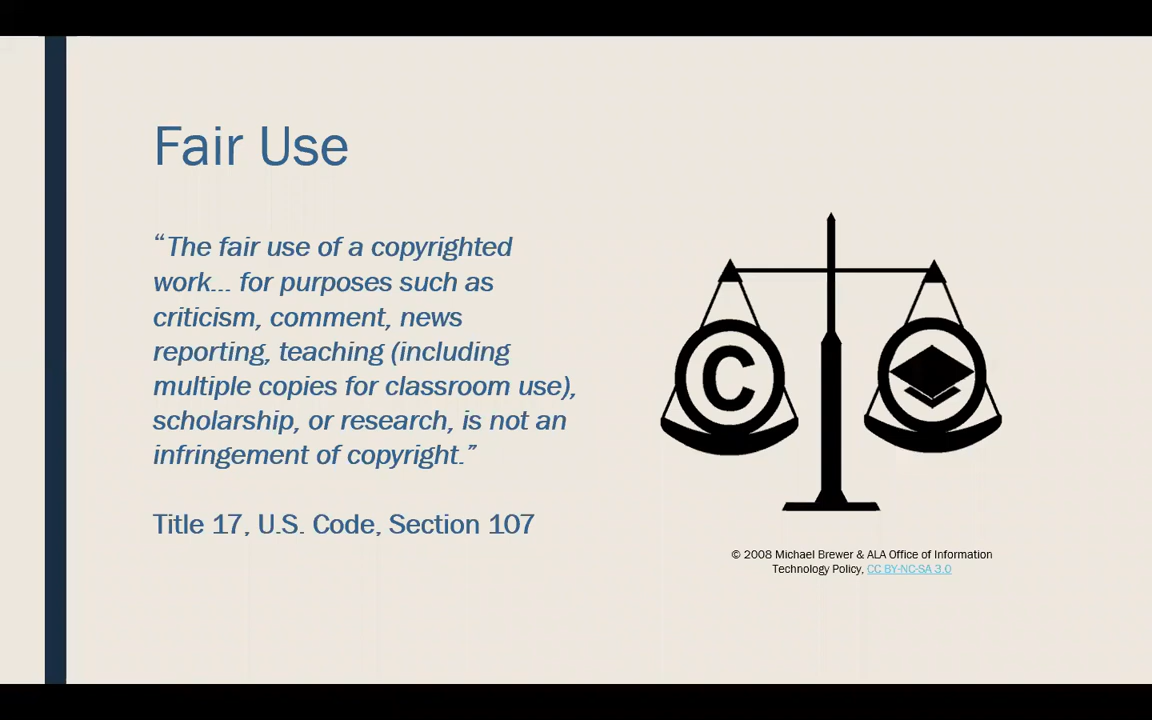 Fair Use
“The fair use of a copyrighted
work... for purposes such as
criticism, comment, news
reporting, teaching (including
multiple copies for classroom use),
scholarship, or research, is not an
infringement of copyright.”
Title 17, U.S. Code, Section 107
C
© 2008 Michael Brewer & ALA Office of Information
Technology Policy, CC BY-NC-SA 3.0